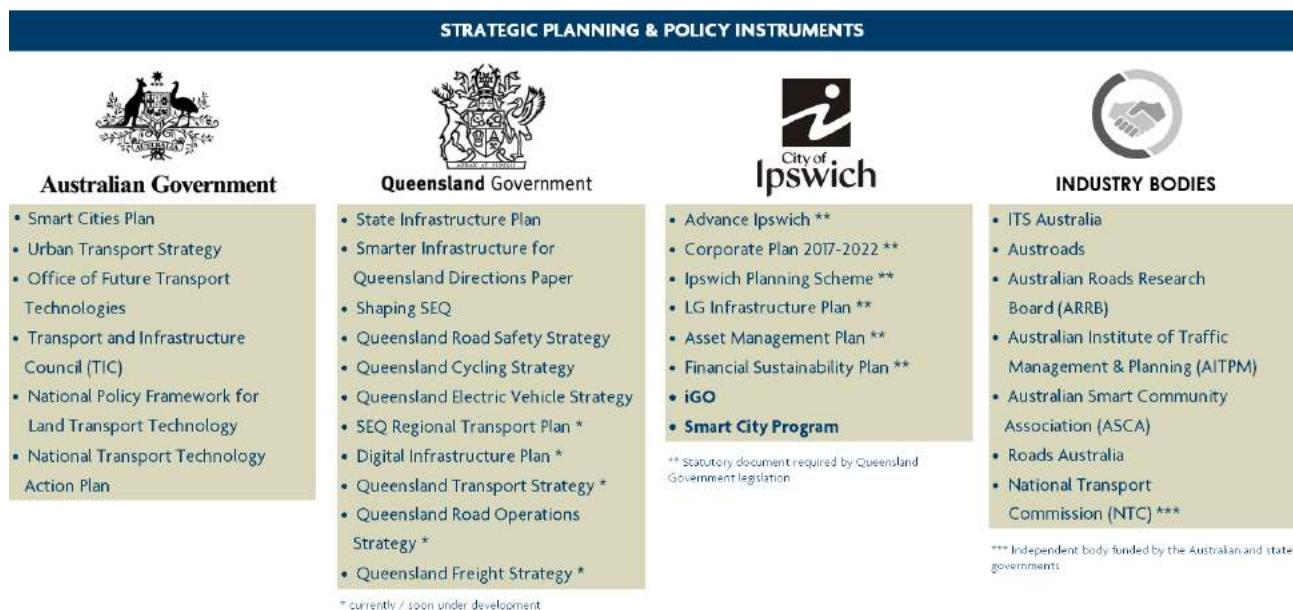 STRATEGIC PLANNING & POLICY INSTRUMENTS
AUSTRALIA
Australian Government
• Smart Cities Plan
• Urban Transport Strategy
• Office of Future Transport
Technologies
• Transport and Infrastructure
Council (TIC)
• National Policy Framework for
Land Transport Technology
• National Transport Technology
Action Plan
Queensland Government
• State Infrastructure Plan
• Smarter Infrastructure for
Queensland Directions Paper
• Shaping SEQ
• Queensland Road Safety Strategy
• Queensland Cycling Strategy
• Queensland Electric Vehicle Strategy
• SEQ Regional Transport Plan *
• Digital Infrastructure Plan *
• Queensland Transport Strategy *
• Queensland Road Operations
Strategy *
• Queensland Freight Strategy *
* currently / soon under development
City of
Ipswich
• Advance Ipswich **
• Corporate Plan 2017-2022 **
• Ipswich Planning Scheme **
• LG Infrastructure Plan **
• Asset Management Plan **
• Financial Sustainability Plan **
• iGO
• Smart City Program
** Statutory document required by Queensland
Government legislation
INDUSTRY BODIES
• ITS Australia
• Austroads
• Australian Roads Research
Board (ARRB)
• Australian Institute of Traffic
Management & Planning (AITPM)
• Australian Smart Community
Association (ASCA)
• Roads Australia
• National Transport
Commission (NTC) ***
*** Independent body funded by the Australian and state
governments